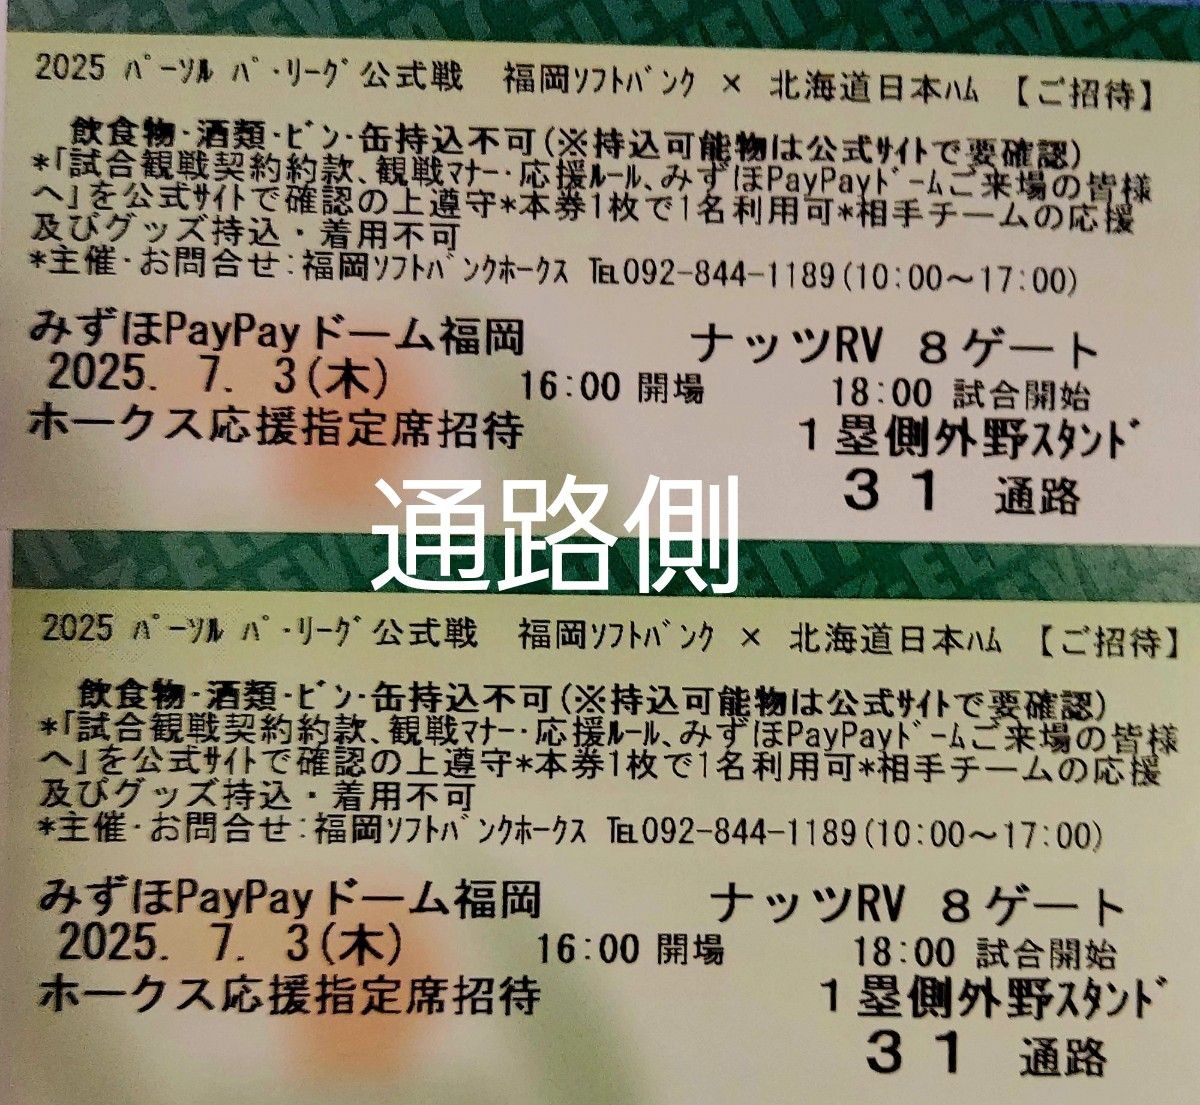 2025 ﾊﾟｰｿﾙ ﾊﾟ・ﾘｰｸﾞ公式戦 福岡ｿﾌﾄﾊﾞﾝｸ × 北海道日本ﾊﾑ 【ご招待】
飲食物・酒類・ﾋﾞﾝ・缶持込不可(※持込可能物は公式ｻｲﾄで要確認)
*「試合観戦契約約款、観戦ﾏﾅｰ・応援ﾙｰﾙ、みずほPayPayﾄﾞｰﾑご来場の皆様
へ」を公式ｻｲﾄで確認の上遵守*本券1枚で1名利用可*相手チームの応援
及びグッズ持込・着用不可
*主催・お問合せ:福岡ｿﾌﾄﾊﾞﾝｸﾎｰｸｽ ℡092-844-1189(10:00～17:00)
みずほPayPayドーム福岡 ナッツRV 8ゲート
2025. 7. 3(木) 16:00 開場 18:00 試合開始
ホークス応援指定席招待 1塁側外野ｽﾀﾝﾄﾞ
31 通路
通路側
2025 ﾊﾟｰｿﾙ ﾊﾟ・ﾘｰｸﾞ公式戦 福岡ｿﾌﾄﾊﾞﾝｸ × 北海道日本ﾊﾑ 【ご招待】
飲食物・酒類・ﾋﾞﾝ・缶持込不可(※持込可能物は公式ｻｲﾄで要確認)
*「試合観戦契約約款、観戦ﾏﾅｰ・応援ﾙｰﾙ、みずほPayPayﾄﾞｰﾑご来場の皆様
へ」を公式ｻｲﾄで確認の上遵守*本券1枚で1名利用可*相手チームの応援
及びグッズ持込・着用不可
*主催・お問合せ:福岡ｿﾌﾄﾊﾞﾝｸﾎｰｸｽ ℡092-844-1189(10:00～17:00)
みずほPayPayドーム福岡 ナッツRV 8ゲート
2025. 7. 3(木) 16:00 開場 18:00 試合開始
ホークス応援指定席招待 1塁側外野ｽﾀﾝﾄﾞ
31 通路